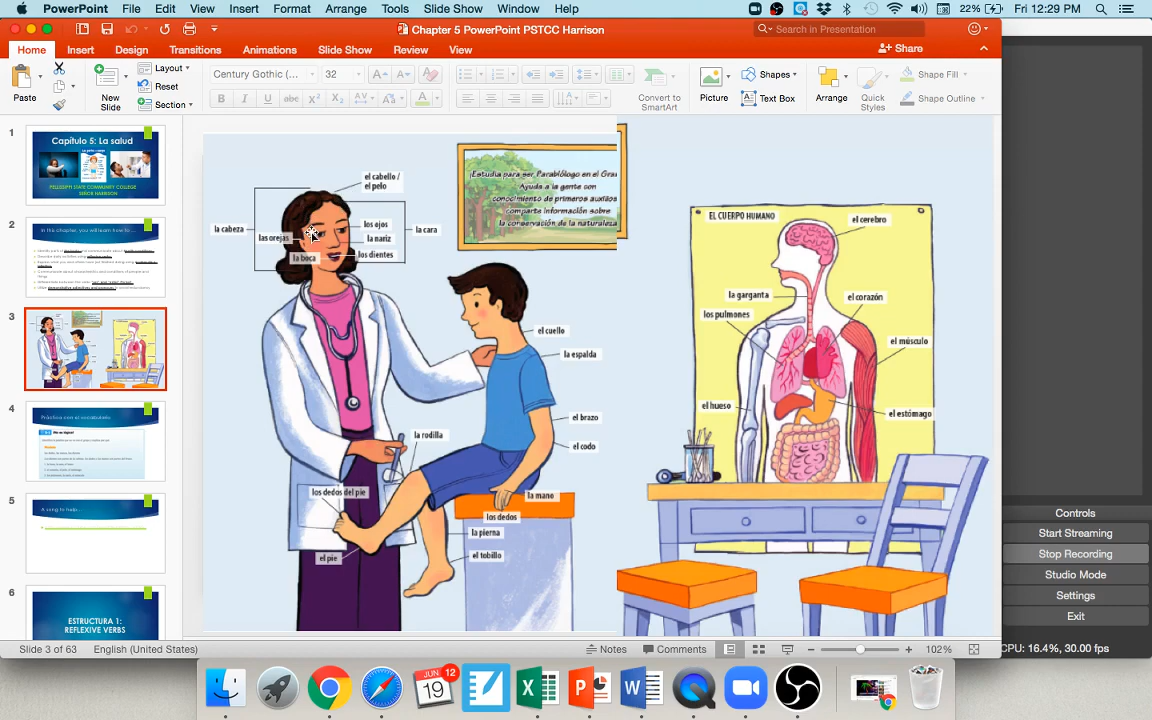 PowerPoint File Edit View Insert Format Arrange Tools Slide Show Window Help 22% Fri 12:29 PM
Chapter 5 PowerPoint PSTCC Harrison
Search in Presentation
Home Insert Design Transitions Animations Slide Show Review View
Share
Paste
New
Slide
Layout
Reset
Section
Century Gothic (... 32
Convert to
SmartArt
Picture
Shapes
Text Box
Arrange
Quick
Styles
Shape Fill
Shape Outline
1
Capítulo 5: La salud
PELLISSIPPI STATE COMMUNITY COLLEGE
SEÑOR HARRISON
2
In this chapter, you will learn how to ...
3
4
Práctica con el vocabulario
5
A song to help...
6
ESTRUCTURA 1:
REFLEXIVE VERBS
el cabello /
el pelo
la cabeza
los ojos
las orejas
la nariz
la cara
la boca
los dientes
Estudia para ser Parabiólogo en el Gra
Ayuda a la gente con
conocimiento de primeros auxilios
comparte información sobre
la conservación de la naturaleza
el cuello
la espalda
el brazo
el codo
la rodilla
los dedos del pie
la mano
los dedos
la pierna
el pie
el tobillo
EL CUERPO HUMANO
el cerebro
la garganta
el corazón
los pulmones
el músculo
el hueso
el estómago
Controls
Start Streaming
Stop Recording
Studio Mode
Settings
Exit
CPU: 16.4%, 30.00 fps
Slide 3 of 63 English (United States)
Notes Comments
102%
JUN 12
19